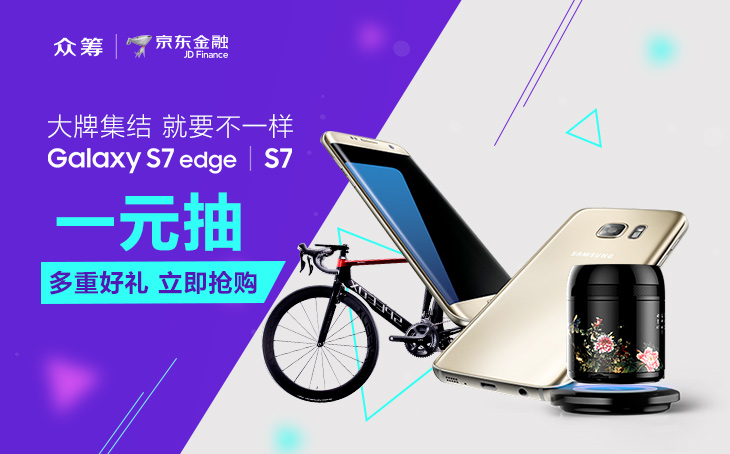 众筹 | 京东金融
JD Finance
大牌集结 就要不一样
Galaxy S7 edge | S7
一元抽
多重好礼 立即抢购
SAMSUNG